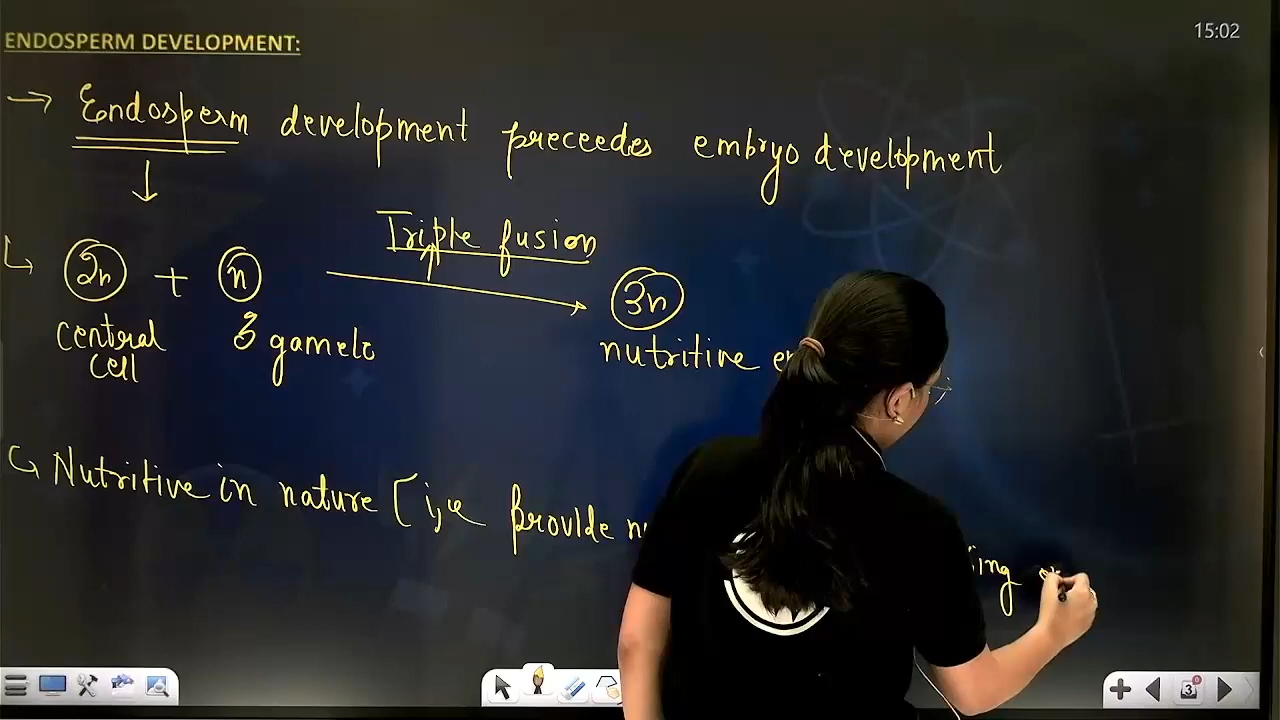 ENDOSPERM DEVELOPMENT:
15:02
→ Endosperm development preceedes embryo development
Triple fusion
2n + n → 3n
central cell
♂ gamete
nutritive
↳ Nutritive in nature [i,e Provide
3